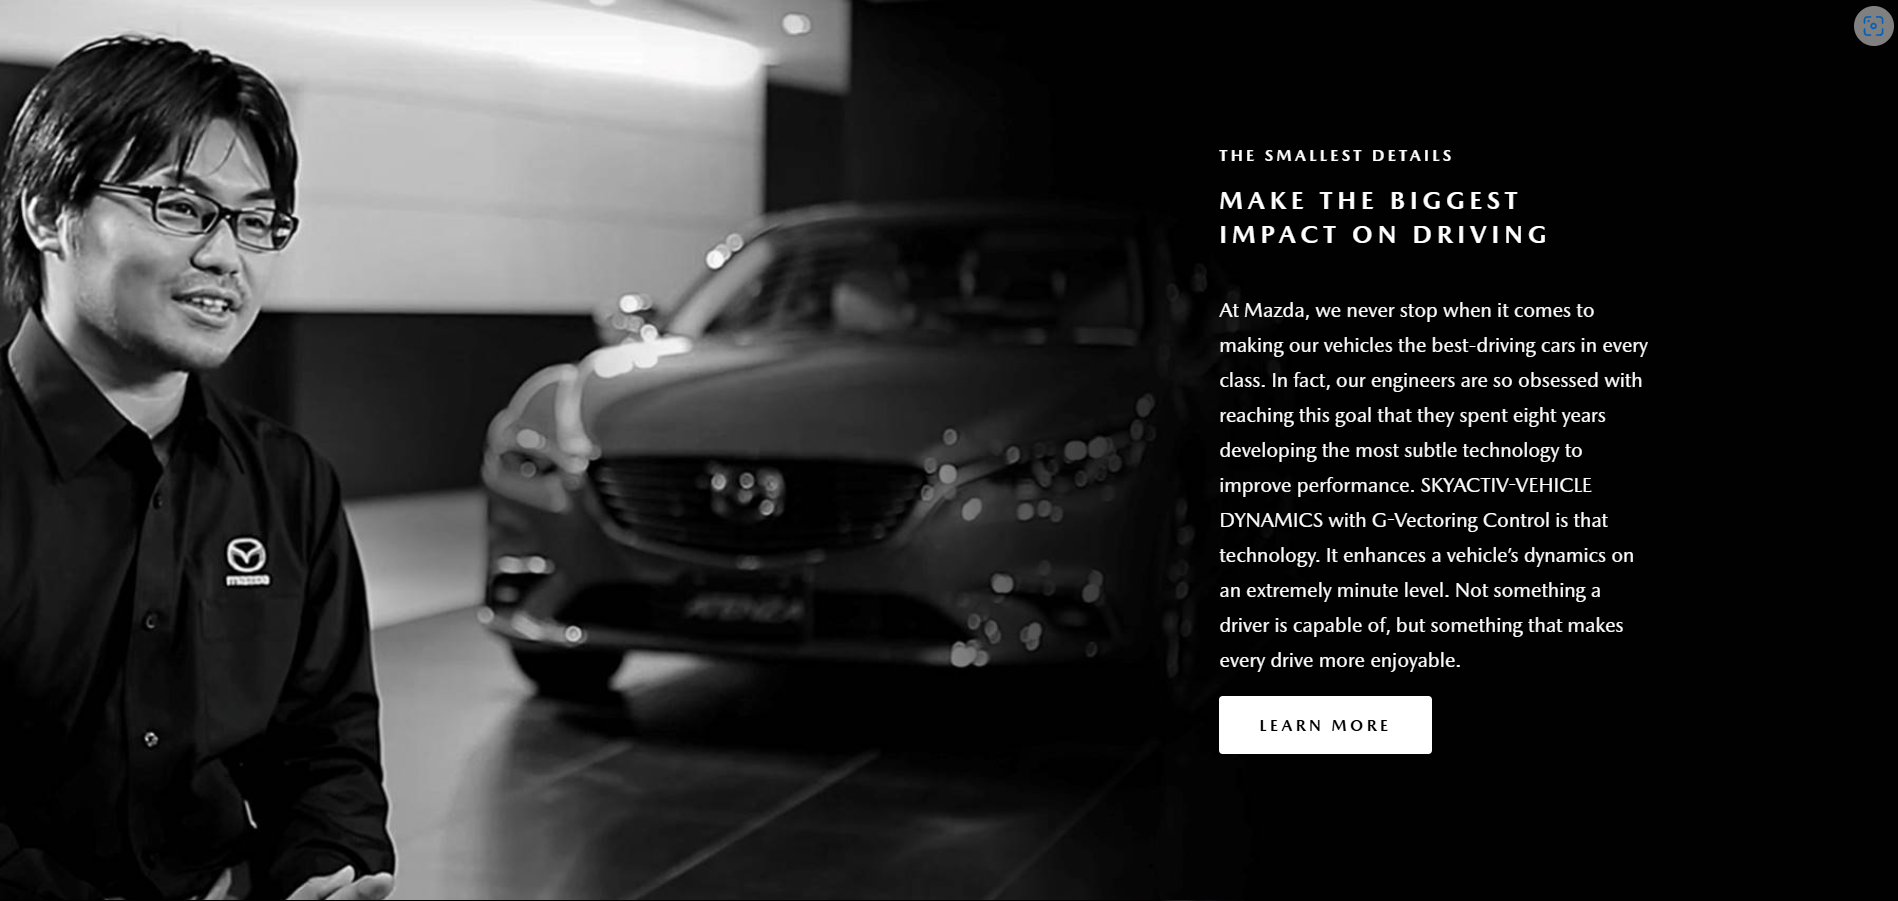 THE SMALLEST DETAILS
MAKE THE BIGGEST
IMPACT ON DRIVING
At Mazda, we never stop when it comes to
making our vehicles the best-driving cars in every
class. In fact, our engineers are so obsessed with
reaching this goal that they spent eight years
developing the most subtle technology to
improve performance. SKYACTIV-VEHICLE
DYNAMICS with G-Vectoring Control is that
technology. It enhances a vehicle’s dynamics on
an extremely minute level. Not something a
driver is capable of, but something that makes
every drive more enjoyable.
LEARN MORE
mazda